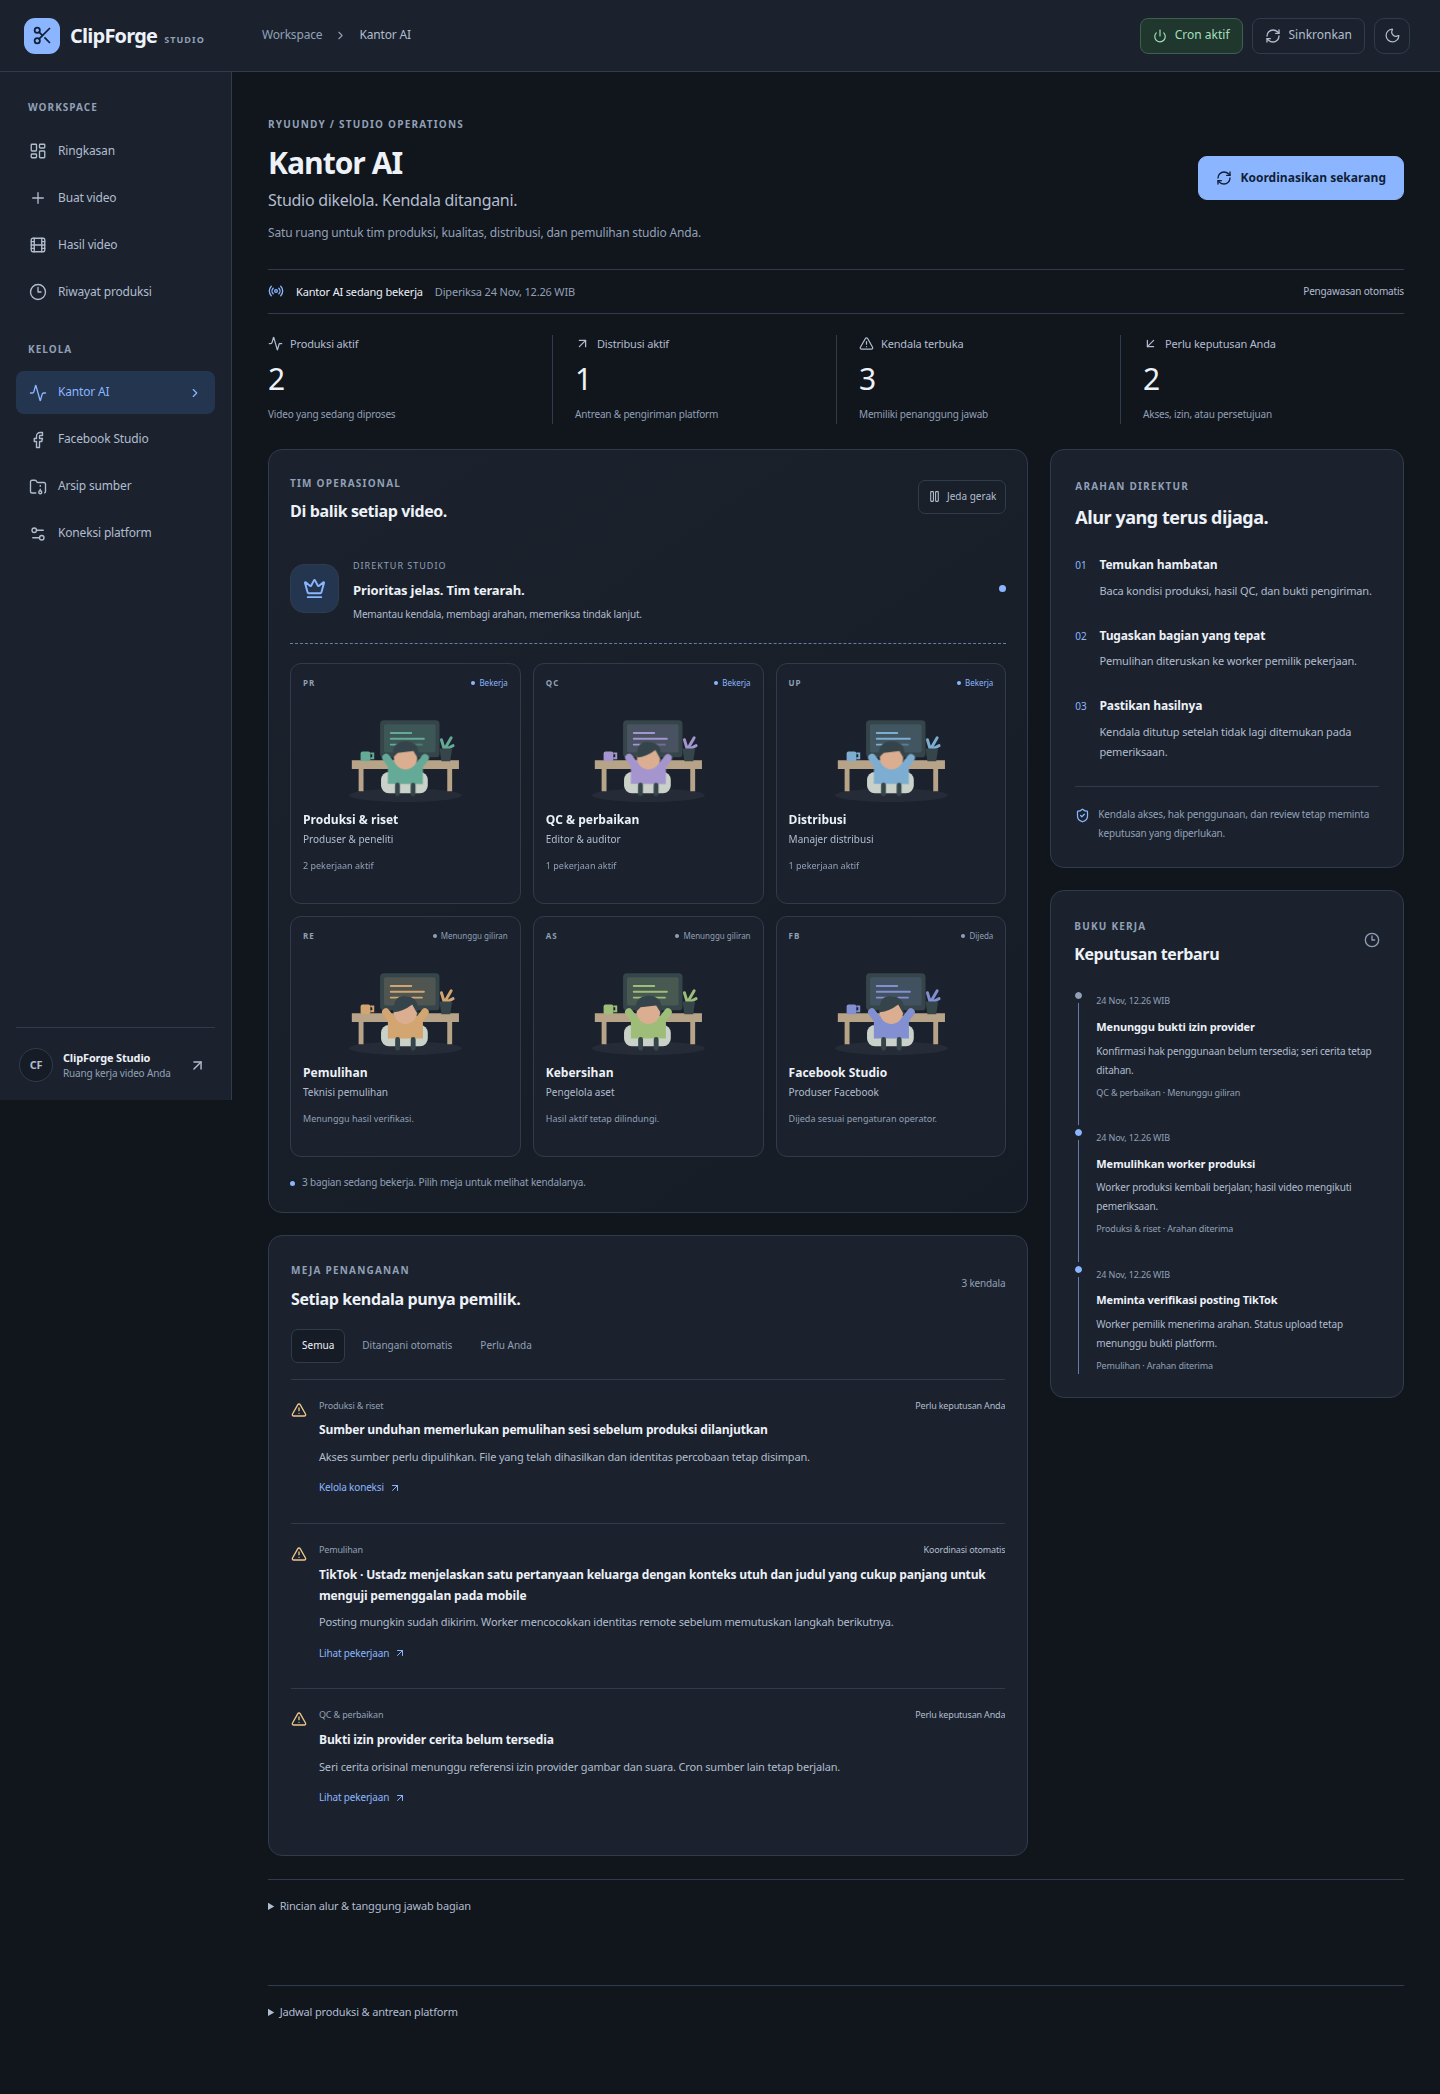 ClipForge STUDIO
Workspace > Kantor AI
Cron aktif
Sinkronkan
WORKSPACE
Ringkasan
Buat video
Hasil video
Riwayat produksi
KELOLA
Kantor AI
Facebook Studio
Arsip sumber
Koneksi platform
CF
ClipForge Studio
Ruang kerja video Anda
RYUUNDY / STUDIO OPERATIONS
Kantor AI
Studio dikelola. Kendala ditangani.
Satu ruang untuk tim produksi, kualitas, distribusi, dan pemulihan studio Anda.
Koordinasikan sekarang
Kantor AI sedang bekerja Diperiksa 24 Nov, 12.26 WIB
Pengawasan otomatis
Produksi aktif
2
Video yang sedang diproses
Distribusi aktif
1
Antrean & pengiriman platform
Kendala terbuka
3
Memiliki penanggung jawab
Perlu keputusan Anda
2
Akses, izin, atau persetujuan
TIM OPERASIONAL
Di balik setiap video.
Jeda gerak
DIREKTUR STUDIO
Prioritas jelas. Tim terarah.
Memantau kendala, membagi arahan, memeriksa tindak lanjut.
PR
Bekerja
Produksi & riset
Produser & peneliti
2 pekerjaan aktif
QC
Bekerja
QC & perbaikan
Editor & auditor
1 pekerjaan aktif
UP
Bekerja
Distribusi
Manajer distribusi
1 pekerjaan aktif
RE
Menunggu giliran
Pemulihan
Teknisi pemulihan
Menunggu hasil verifikasi.
AS
Menunggu giliran
Kebersihan
Pengelola aset
Hasil aktif tetap dilindungi.
FB
Dijeda
Facebook Studio
Produser Facebook
Dijeda sesuai pengaturan operator.
3 bagian sedang bekerja. Pilih meja untuk melihat kendalanya.
ARAHAN DIREKTUR
Alur yang terus dijaga.
01 Temukan hambatan
Baca kondisi produksi, hasil QC, dan bukti pengiriman.
02 Tugaskan bagian yang tepat
Pemulihan diteruskan ke worker pemilik pekerjaan.
03 Pastikan hasilnya
Kendala ditutup setelah tidak lagi ditemukan pada
pemeriksaan.
Kendala akses, hak penggunaan, dan review tetap meminta
keputusan yang diperlukan.
BUKU KERJA
Keputusan terbaru
24 Nov, 12.26 WIB
Menunggu bukti izin provider
Konfirmasi hak penggunaan belum tersedia; seri cerita tetap
ditahan.
QC & perbaikan · Menunggu giliran
24 Nov, 12.26 WIB
Memulihkan worker produksi
Worker produksi kembali berjalan; hasil video mengikuti
pemeriksaan.
Produksi & riset · Arahan diterima
24 Nov, 12.26 WIB
Meminta verifikasi posting TikTok
Worker pemilik menerima arahan. Status upload tetap
menunggu bukti platform.
Pemulihan · Arahan diterima
MEJA PENANGANAN
Setiap kendala punya pemilik.
3 kendala
Semua
Ditangani otomatis
Perlu Anda
Produksi & riset
Perlu keputusan Anda
Sumber unduhan memerlukan pemulihan sesi sebelum produksi dilanjutkan
Akses sumber perlu dipulihkan. File yang telah dihasilkan dan identitas percobaan tetap disimpan.
Kelola koneksi
Pemulihan
Koordinasi otomatis
TikTok · Ustadz menjelaskan satu pertanyaan keluarga dengan konteks utuh dan judul yang cukup panjang untuk
menguji pemenggalan pada mobile
Posting mungkin sudah dikirim. Worker mencocokkan identitas remote sebelum memutuskan langkah berikutnya.
Lihat pekerjaan
QC & perbaikan
Perlu keputusan Anda
Bukti izin provider cerita belum tersedia
Seri cerita orisinal menunggu referensi izin provider gambar dan suara. Cron sumber lain tetap berjalan.
Lihat pekerjaan
Rincian alur & tanggung jawab bagian
Jadwal produksi & antrean platform